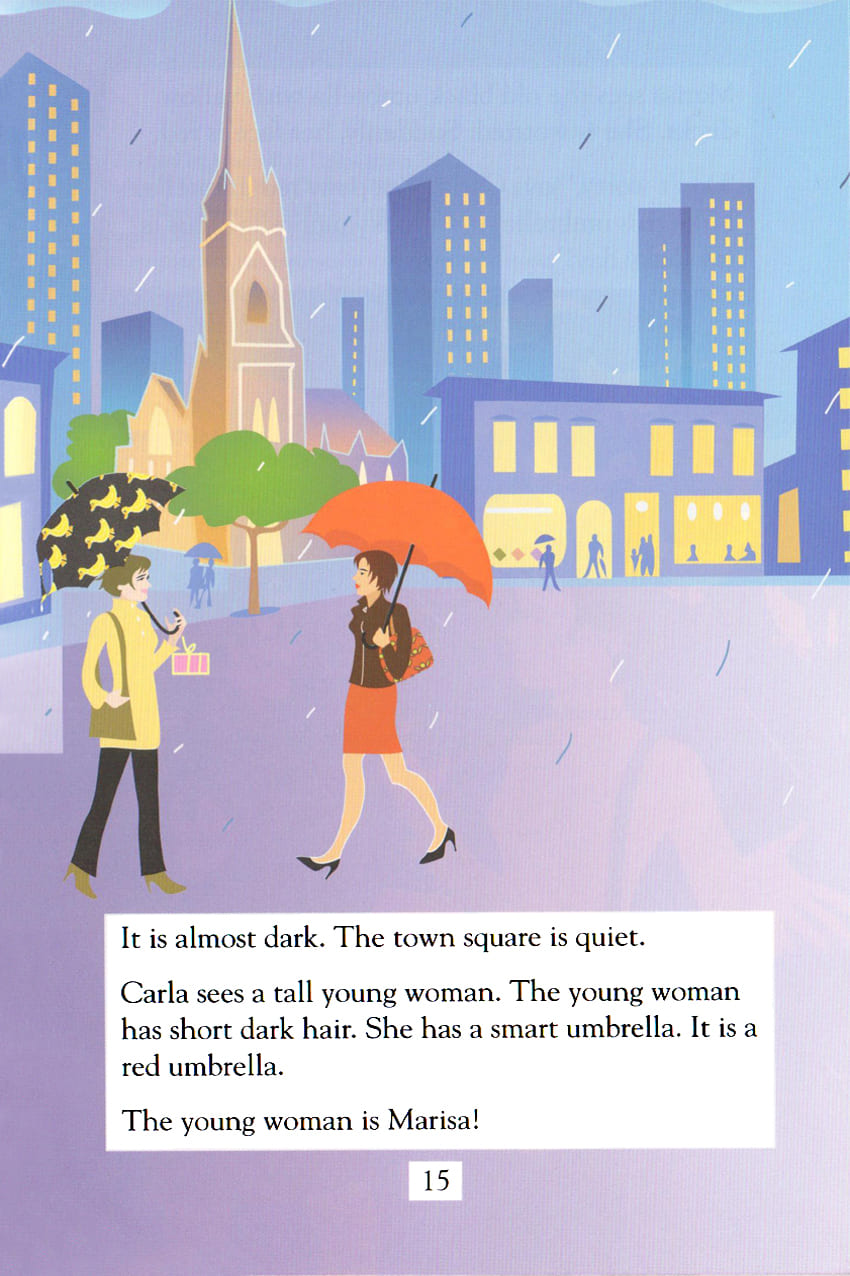 It is almost dark. The town square is quiet.
Carla sees a tall young woman. The young woman
has short dark hair. She has a smart umbrella. It is a
red umbrella.
The young woman is Marisa!
15